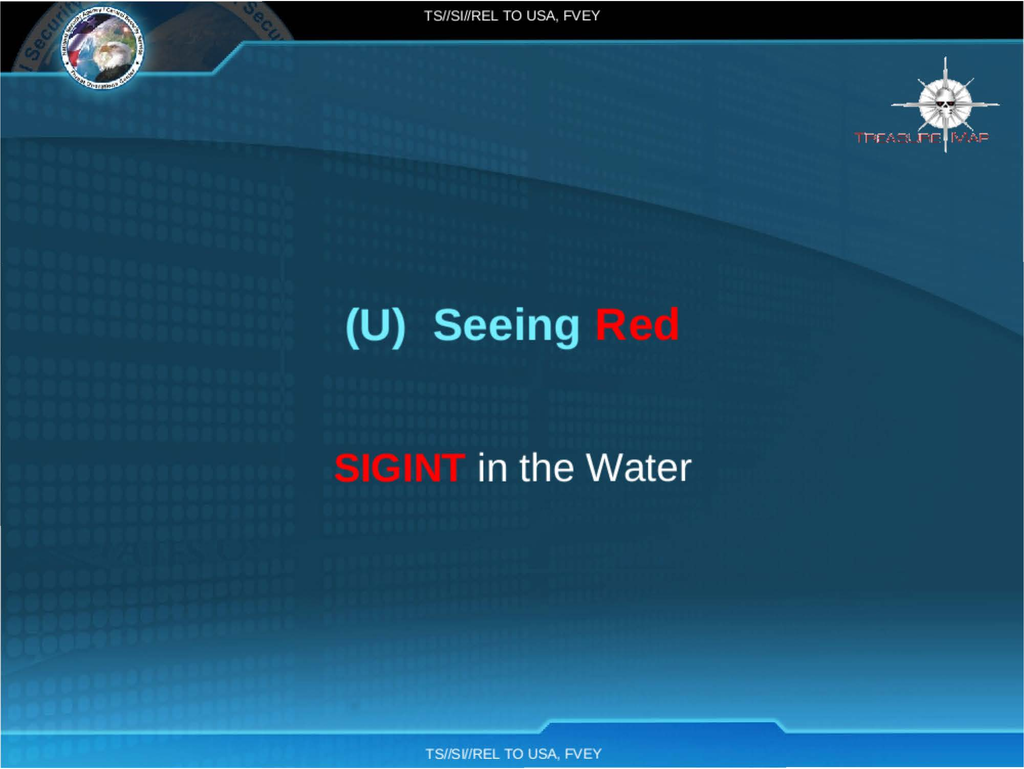 TS//SI//REL TO USA, FVEY
TREASURE MAP
(U) Seeing Red
SIGINT in the Water
TS//SI//REL TO USA, FVEY